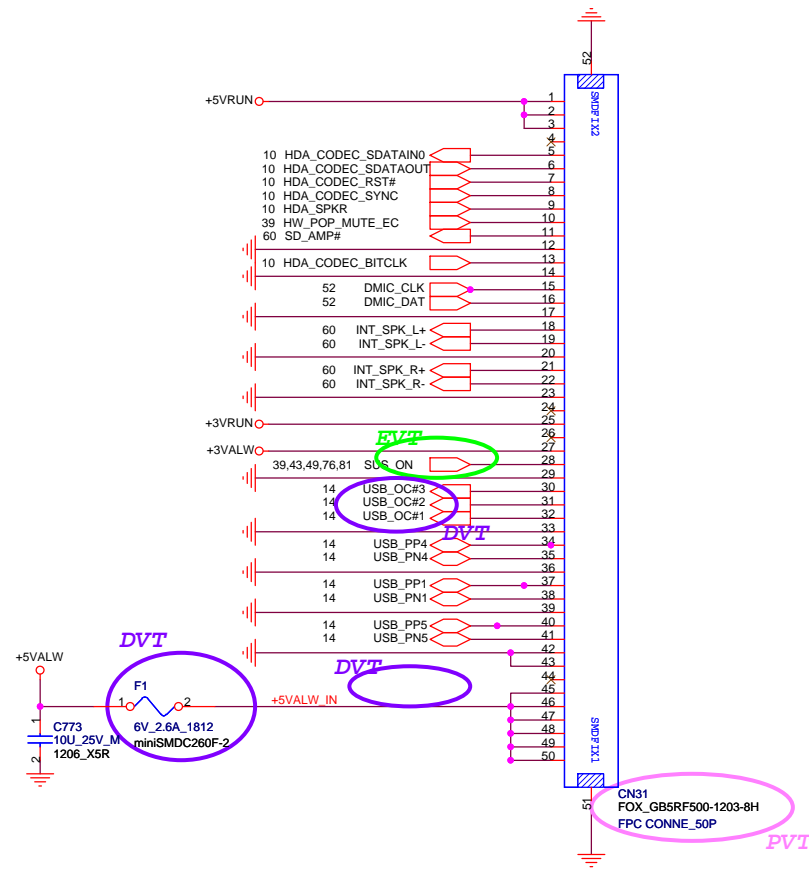 52
SMDFIX2
+5VRUN
1
2
3
4
10 HDA_CODEC_SDATAIN0 5
10 HDA_CODEC_SDATAOUT 6
10 HDA_CODEC_RST# 7
10 HDA_CODEC_SYNC 8
10 HDA_SPKR 9
39 HW_POP_MUTE_EC 10
60 SD_AMP# 11
12
10 HDA_CODEC_BITCLK 13
14
52 DMIC_CLK 15
52 DMIC_DAT 16
17
60 INT_SPK_L+ 18
60 INT_SPK_L- 19
20
60 INT_SPK_R+ 21
60 INT_SPK_R- 22
23
24
+3VRUN 25
EVT 26
+3VALW 27
39,43,49,76,81 SUS_ON 28
29
14 USB_OC#3 30
14 USB_OC#2 31
14 USB_OC#1 32
DVT 33
14 USB_PP4 34
14 USB_PN4 35
36
14 USB_PP1 37
14 USB_PN1 38
39
14 USB_PP5 40
14 USB_PN5 41
42
43
44
45
46
47
48
49
50
DVT
DVT
+5VALW
F1
1 2
+5VALW_IN
6V_2.6A_1812
miniSMDC260F-2
1
C773
10U_25V_M
1206_X5R
2
SMDFIX1
51
CN31
FOX_GB5RF500-1203-8H
FPC CONNE_50P
PVT